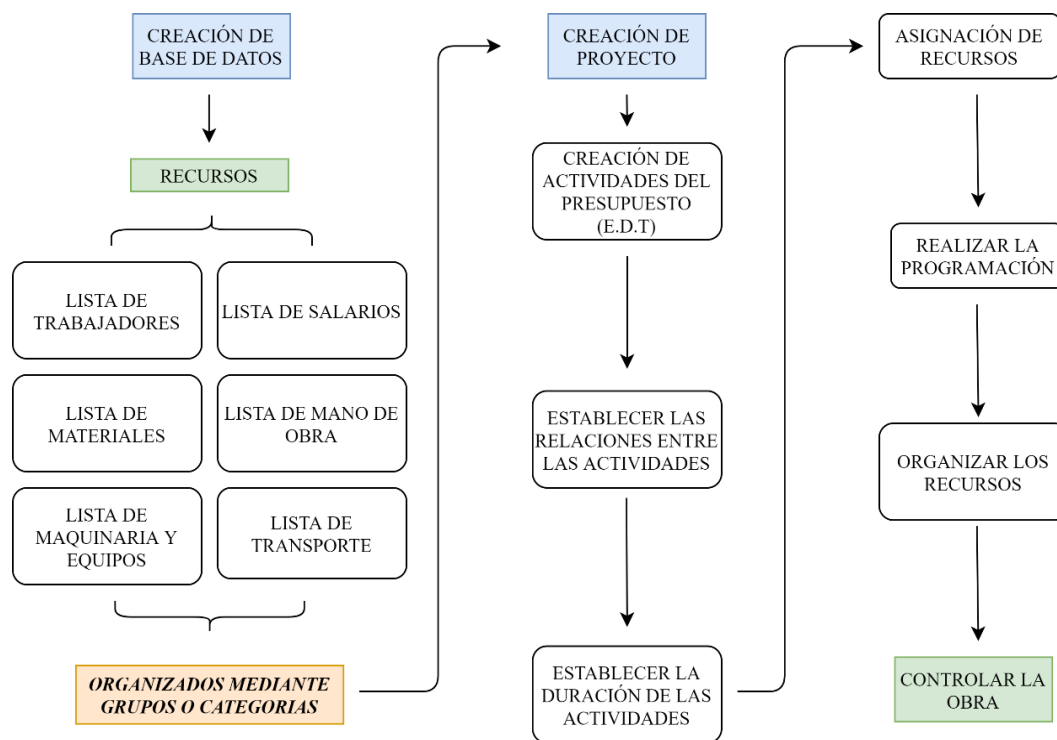 CREACIÓN DE
BASE DE DATOS
RECURSOS
LISTA DE
TRABAJADORES
LISTA DE SALARIOS
LISTA DE
MATERIALES
LISTA DE MANO DE
OBRA
LISTA DE
MAQUINARIA Y
EQUIPOS
LISTA DE
TRANSPORTE
ORGANIZADOS MEDIANTE
GRUPOS O CATEGORIAS
CREACIÓN DE
PROYECTO
CREACIÓN DE
ACTIVIDADES DEL
PRESUPUESTO
(E.D.T)
ESTABLECER LAS
RELACIONES ENTRE
LAS ACTIVIDADES
ESTABLECER LA
DURACIÓN DE LAS
ACTIVIDADES
ASIGNACIÓN DE
RECURSOS
REALIZAR LA
PROGRAMACIÓN
ORGANIZAR LOS
RECURSOS
CONTROLAR LA
OBRA